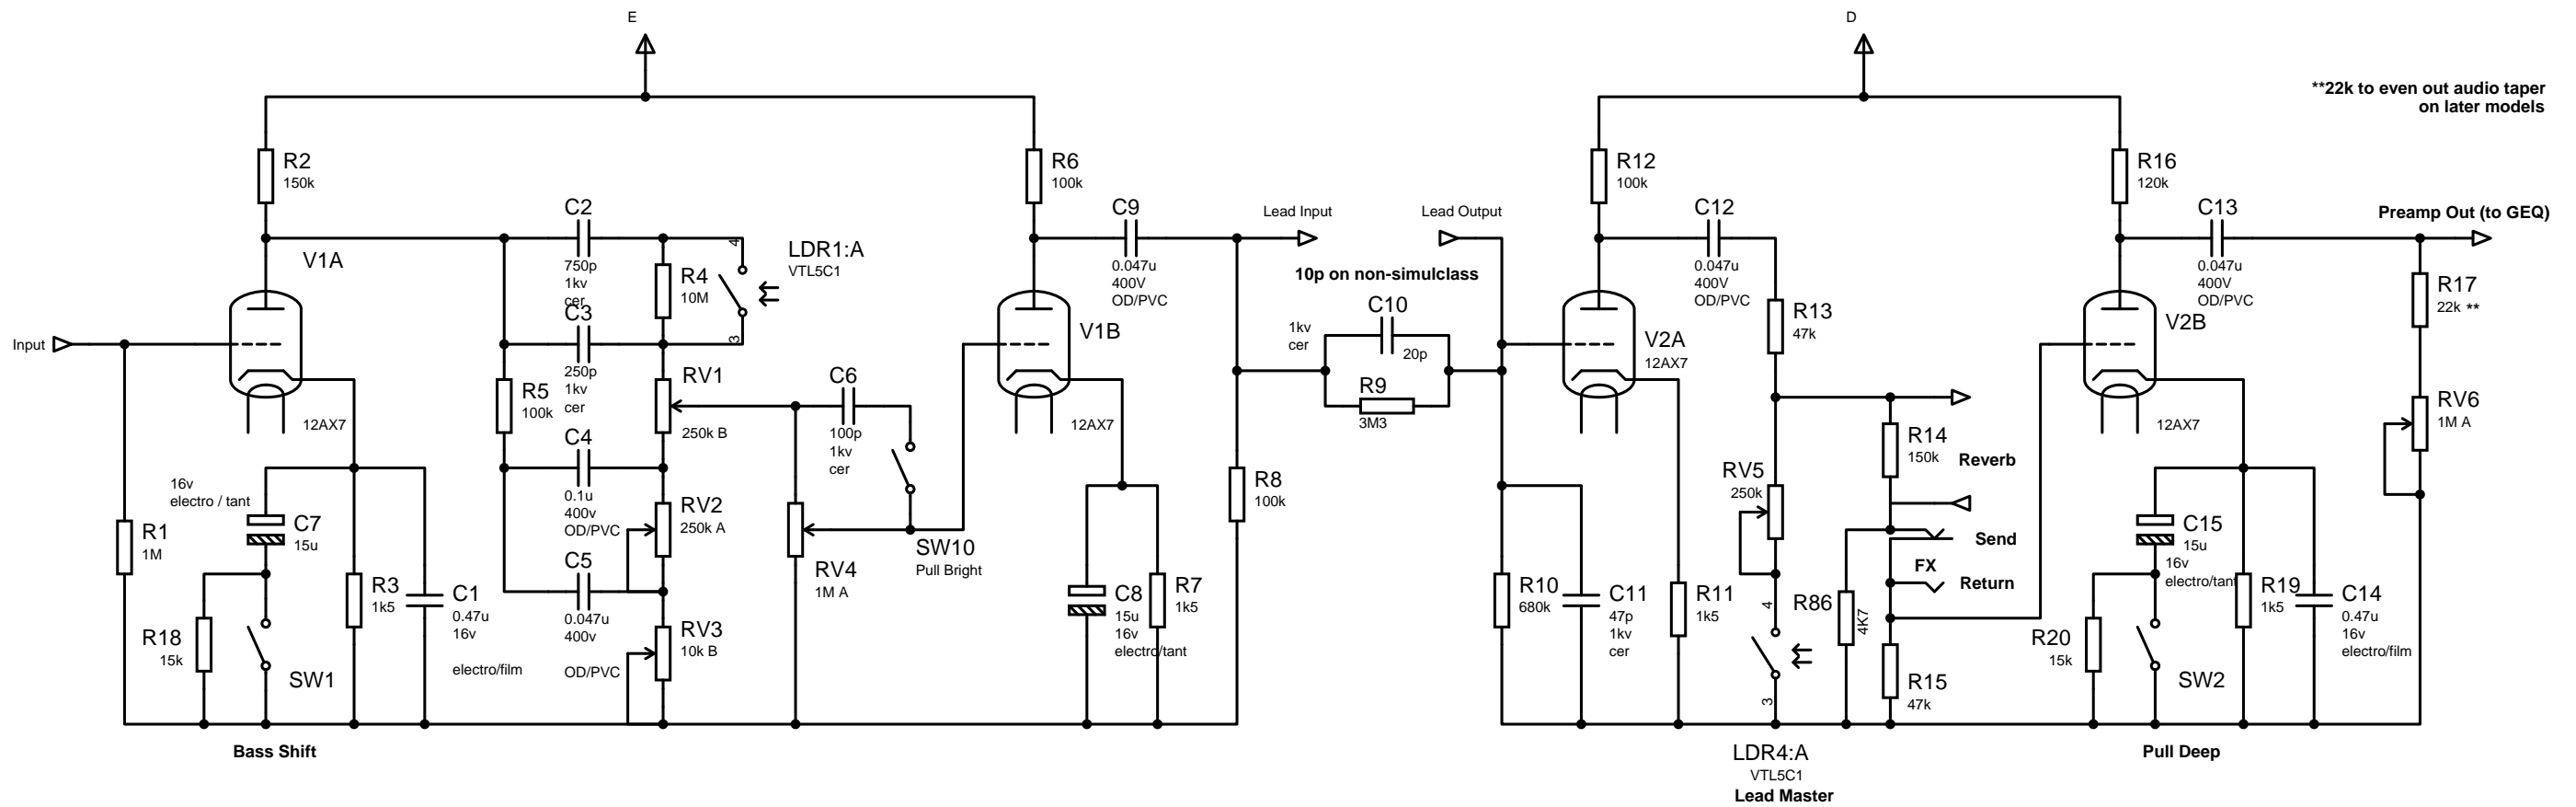 E
D
**22k to even out audio taper
on later models
R2
150k
R6
100k
R12
100k
R16
120k
C2
750p
1kv
cer
LDR1:A
VTL5C1
4
3
R4
10M
V1A
12AX7
Input
C3
250p
1kv
cer
R5
100k
RV1
250k B
C4
0.1u
400v
OD/PVC
RV2
250k A
C5
0.047u
400v
OD/PVC
RV3
10k B
C6
100p
1kv
cer
SW10
Pull Bright
RV4
1M A
16v
electro / tant
C7
15u
R1
1M
R18
15k
SW1
R3
1k5
C1
0.47u
16v
electro/film
Bass Shift
V1B
12AX7
C9
0.047u
400V
OD/PVC
Lead Input
Lead Output
10p on non-simulclass
C10
20p
1kv
cer
R9
3M3
R8
100k
C8
15u
16v
electro/tant
R7
1k5
V2A
12AX7
C12
0.047u
400V
OD/PVC
R13
47k
R10
680k
C11
47p
1kv
cer
R11
1k5
RV5
250k
4
3
LDR4:A
VTL5C1
Lead Master
R14
150k
Reverb
Send
FX
Return
R86
4K7
R15
47k
V2B
12AX7
C13
0.047u
400V
OD/PVC
Preamp Out (to GEQ)
R17
22k **
RV6
1M A
C15
15u
16v
electro/tant
R20
15k
SW2
R19
1k5
C14
0.47u
16v
electro/film
Pull Deep